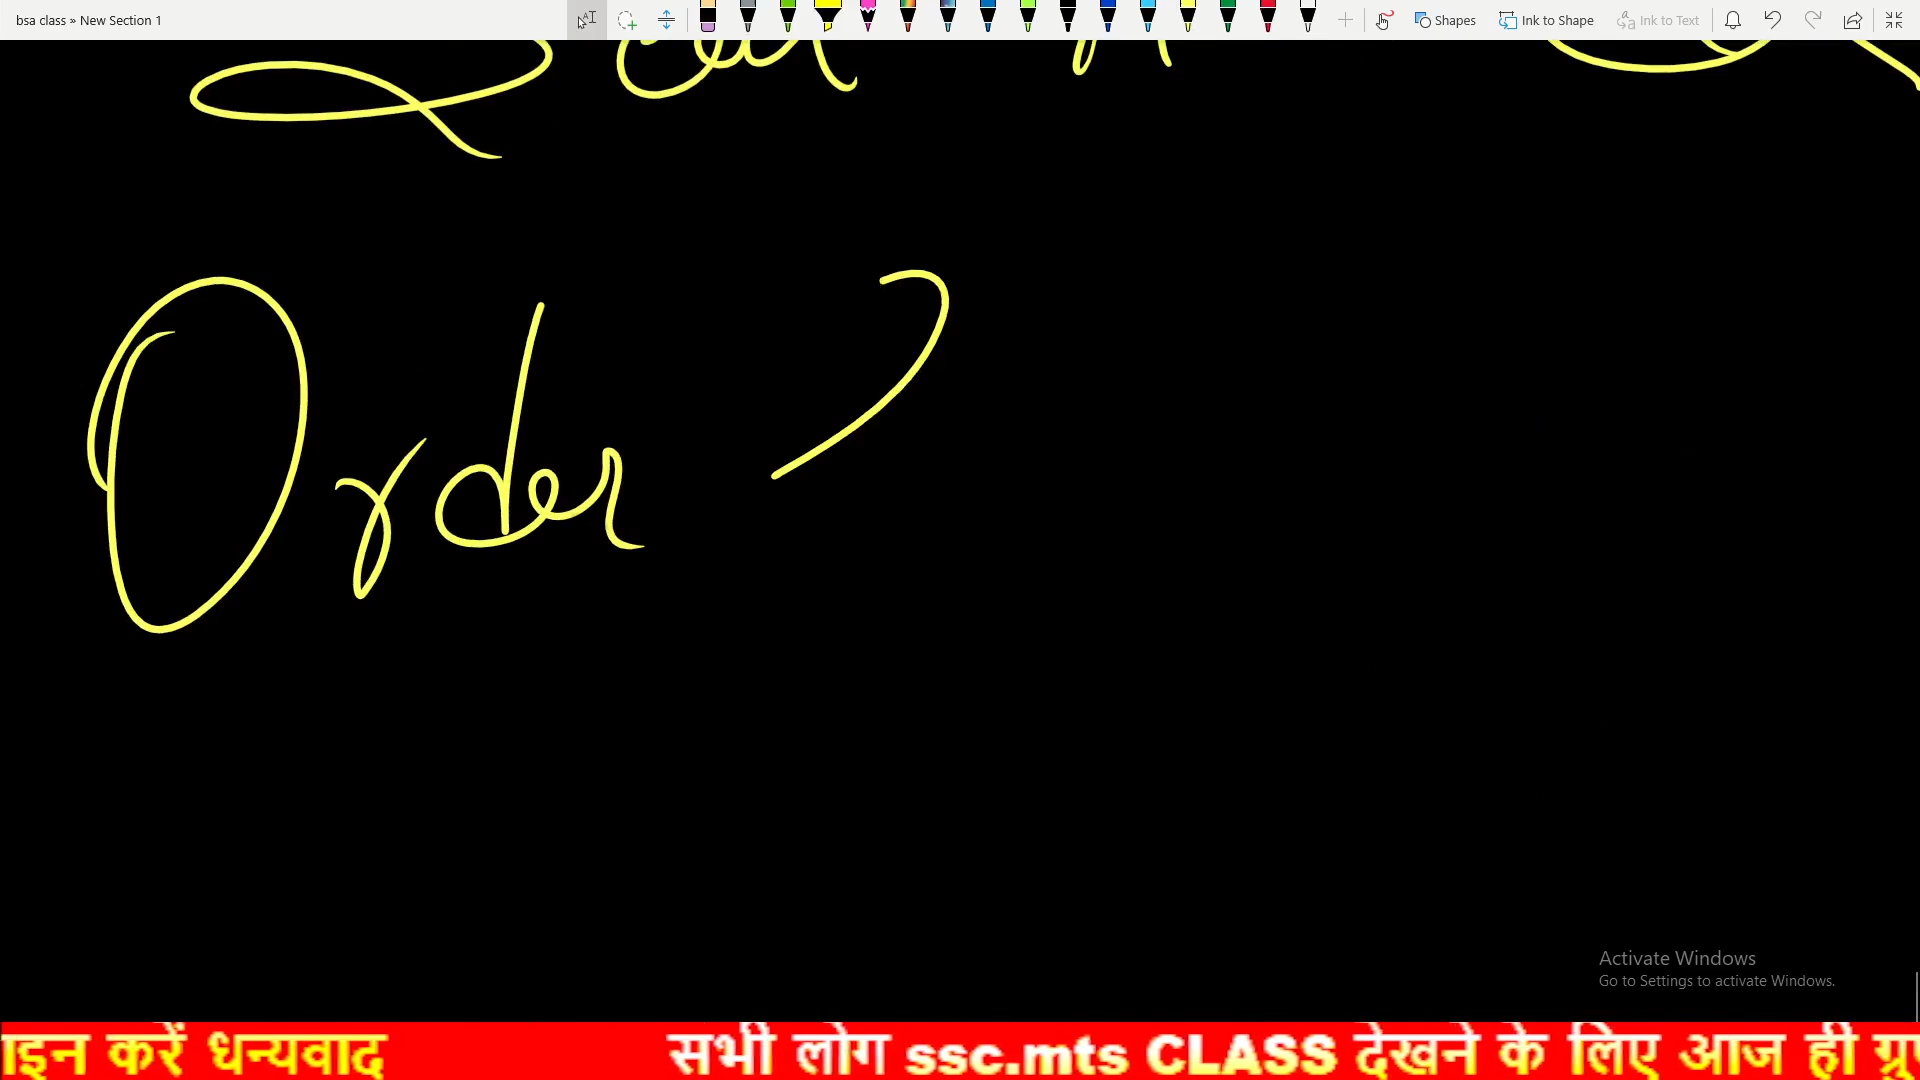 bsa class » New Section 1
Shapes
Ink to Shape
Ink to Text
Order
Activate Windows
Go to Settings to activate Windows.
इन करें धन्यवाद सभी लोग ssc.mts CLASS देखने के लिए आज ही